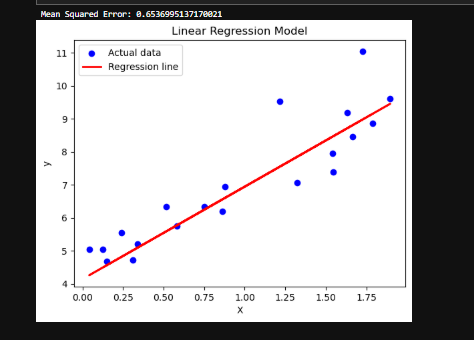 Mean Squared Error: 0.6536995137170021
Linear Regression Model
Actual data
Regression line
11
10
9
8
7
6
5
4
y
0.00 0.25 0.50 0.75 1.00 1.25 1.50 1.75
X